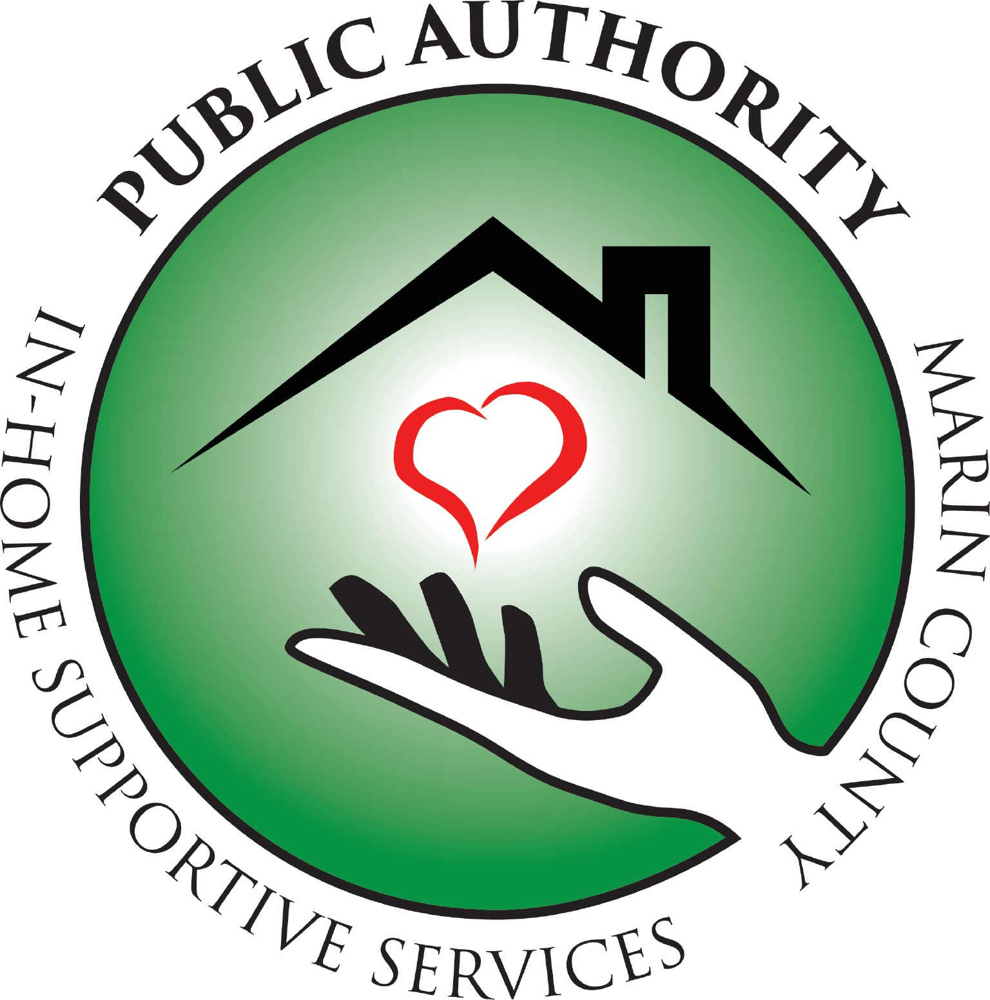 PUBLIC AUTHORITY
IN-HOME SUPPORTIVE SERVICES
MARIN COUNTY